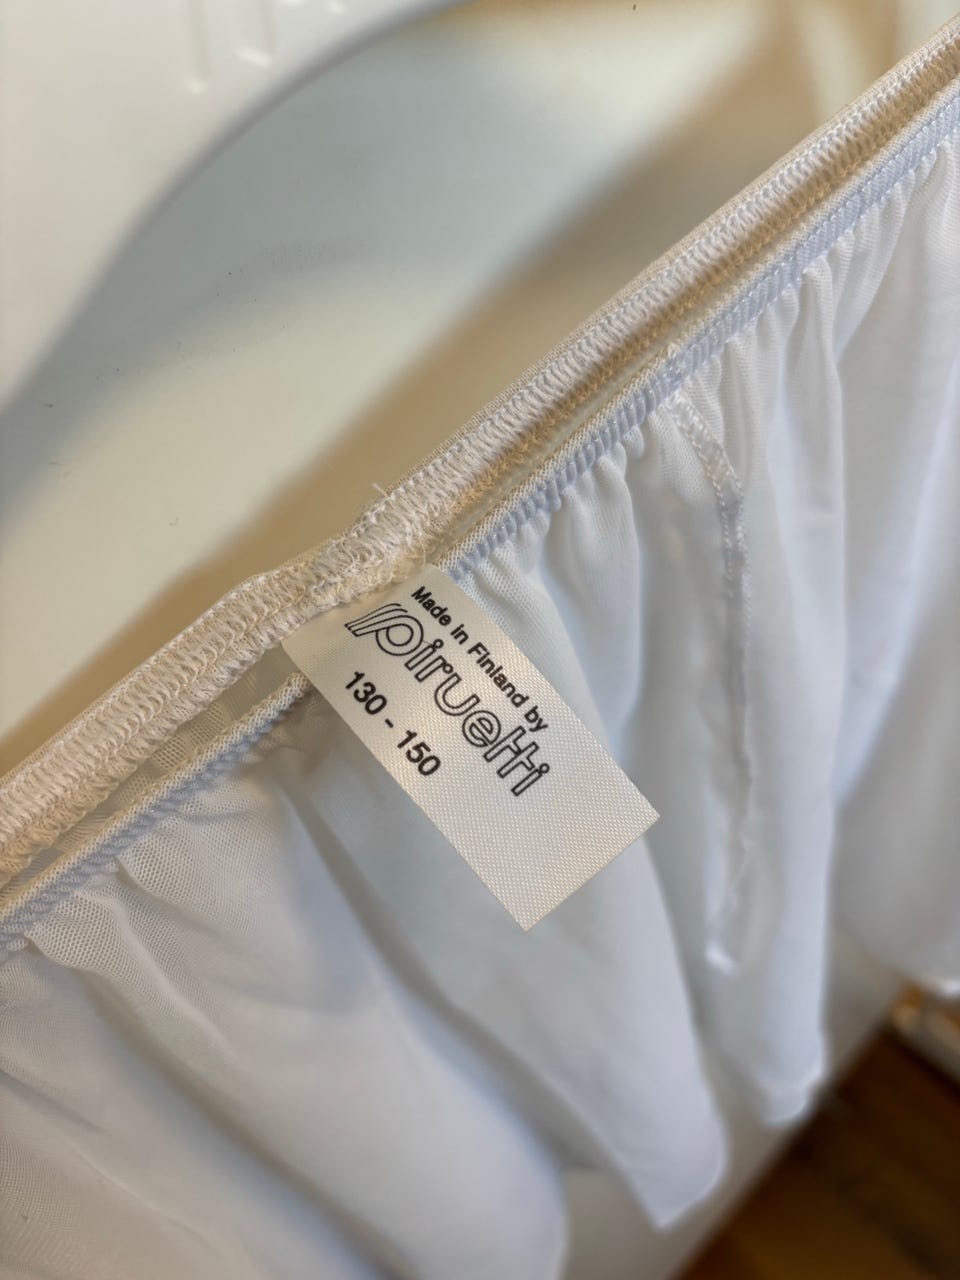 Made in Finland by
piruetti
130 - 150